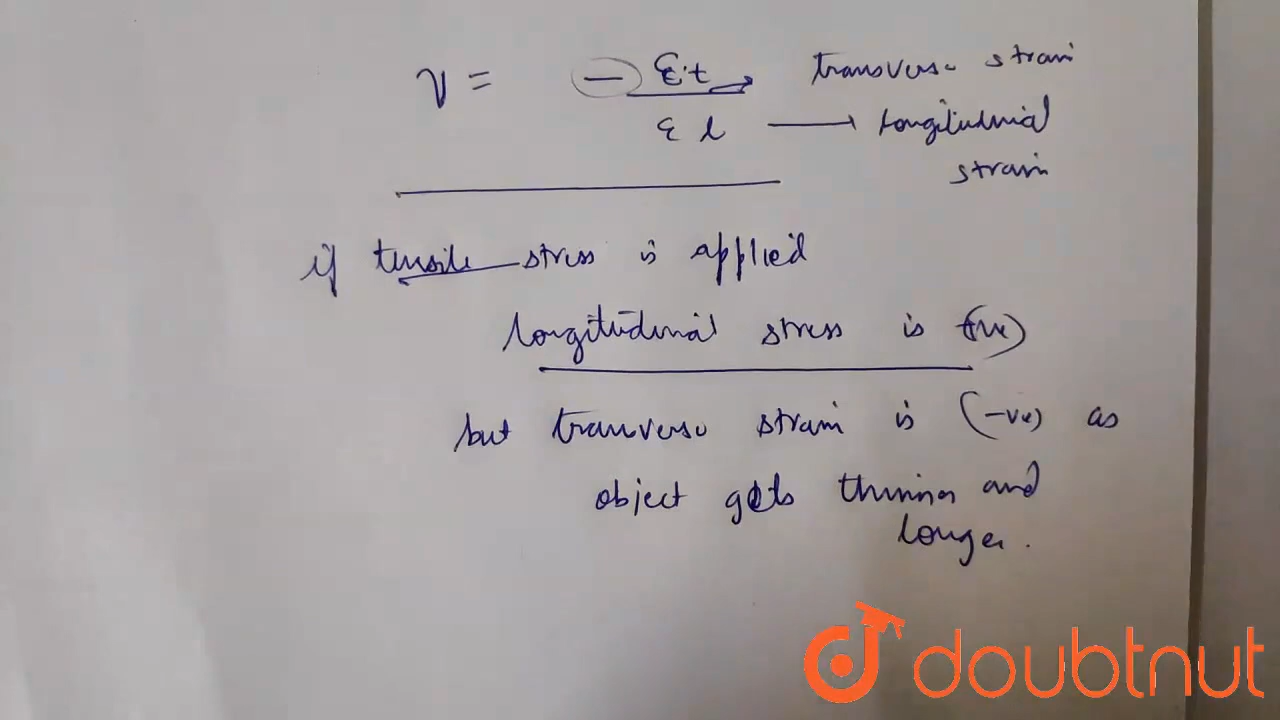 ν = - εt → transverse strain
εl → longitudinal
strain
if tensile stress is applied
longitudinal stress is (+ve)
but transverse strain is (-ve) as
object gets thinner and
longer.
doubtnut